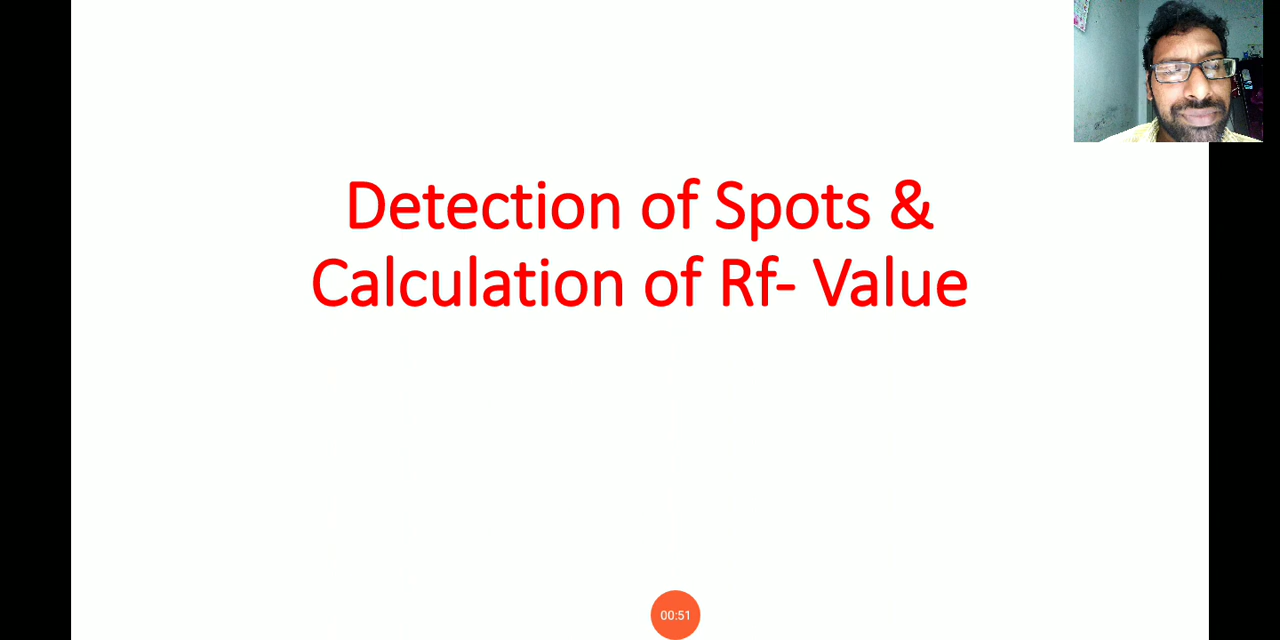 Detection of Spots &
Calculation of Rf- Value
00:51